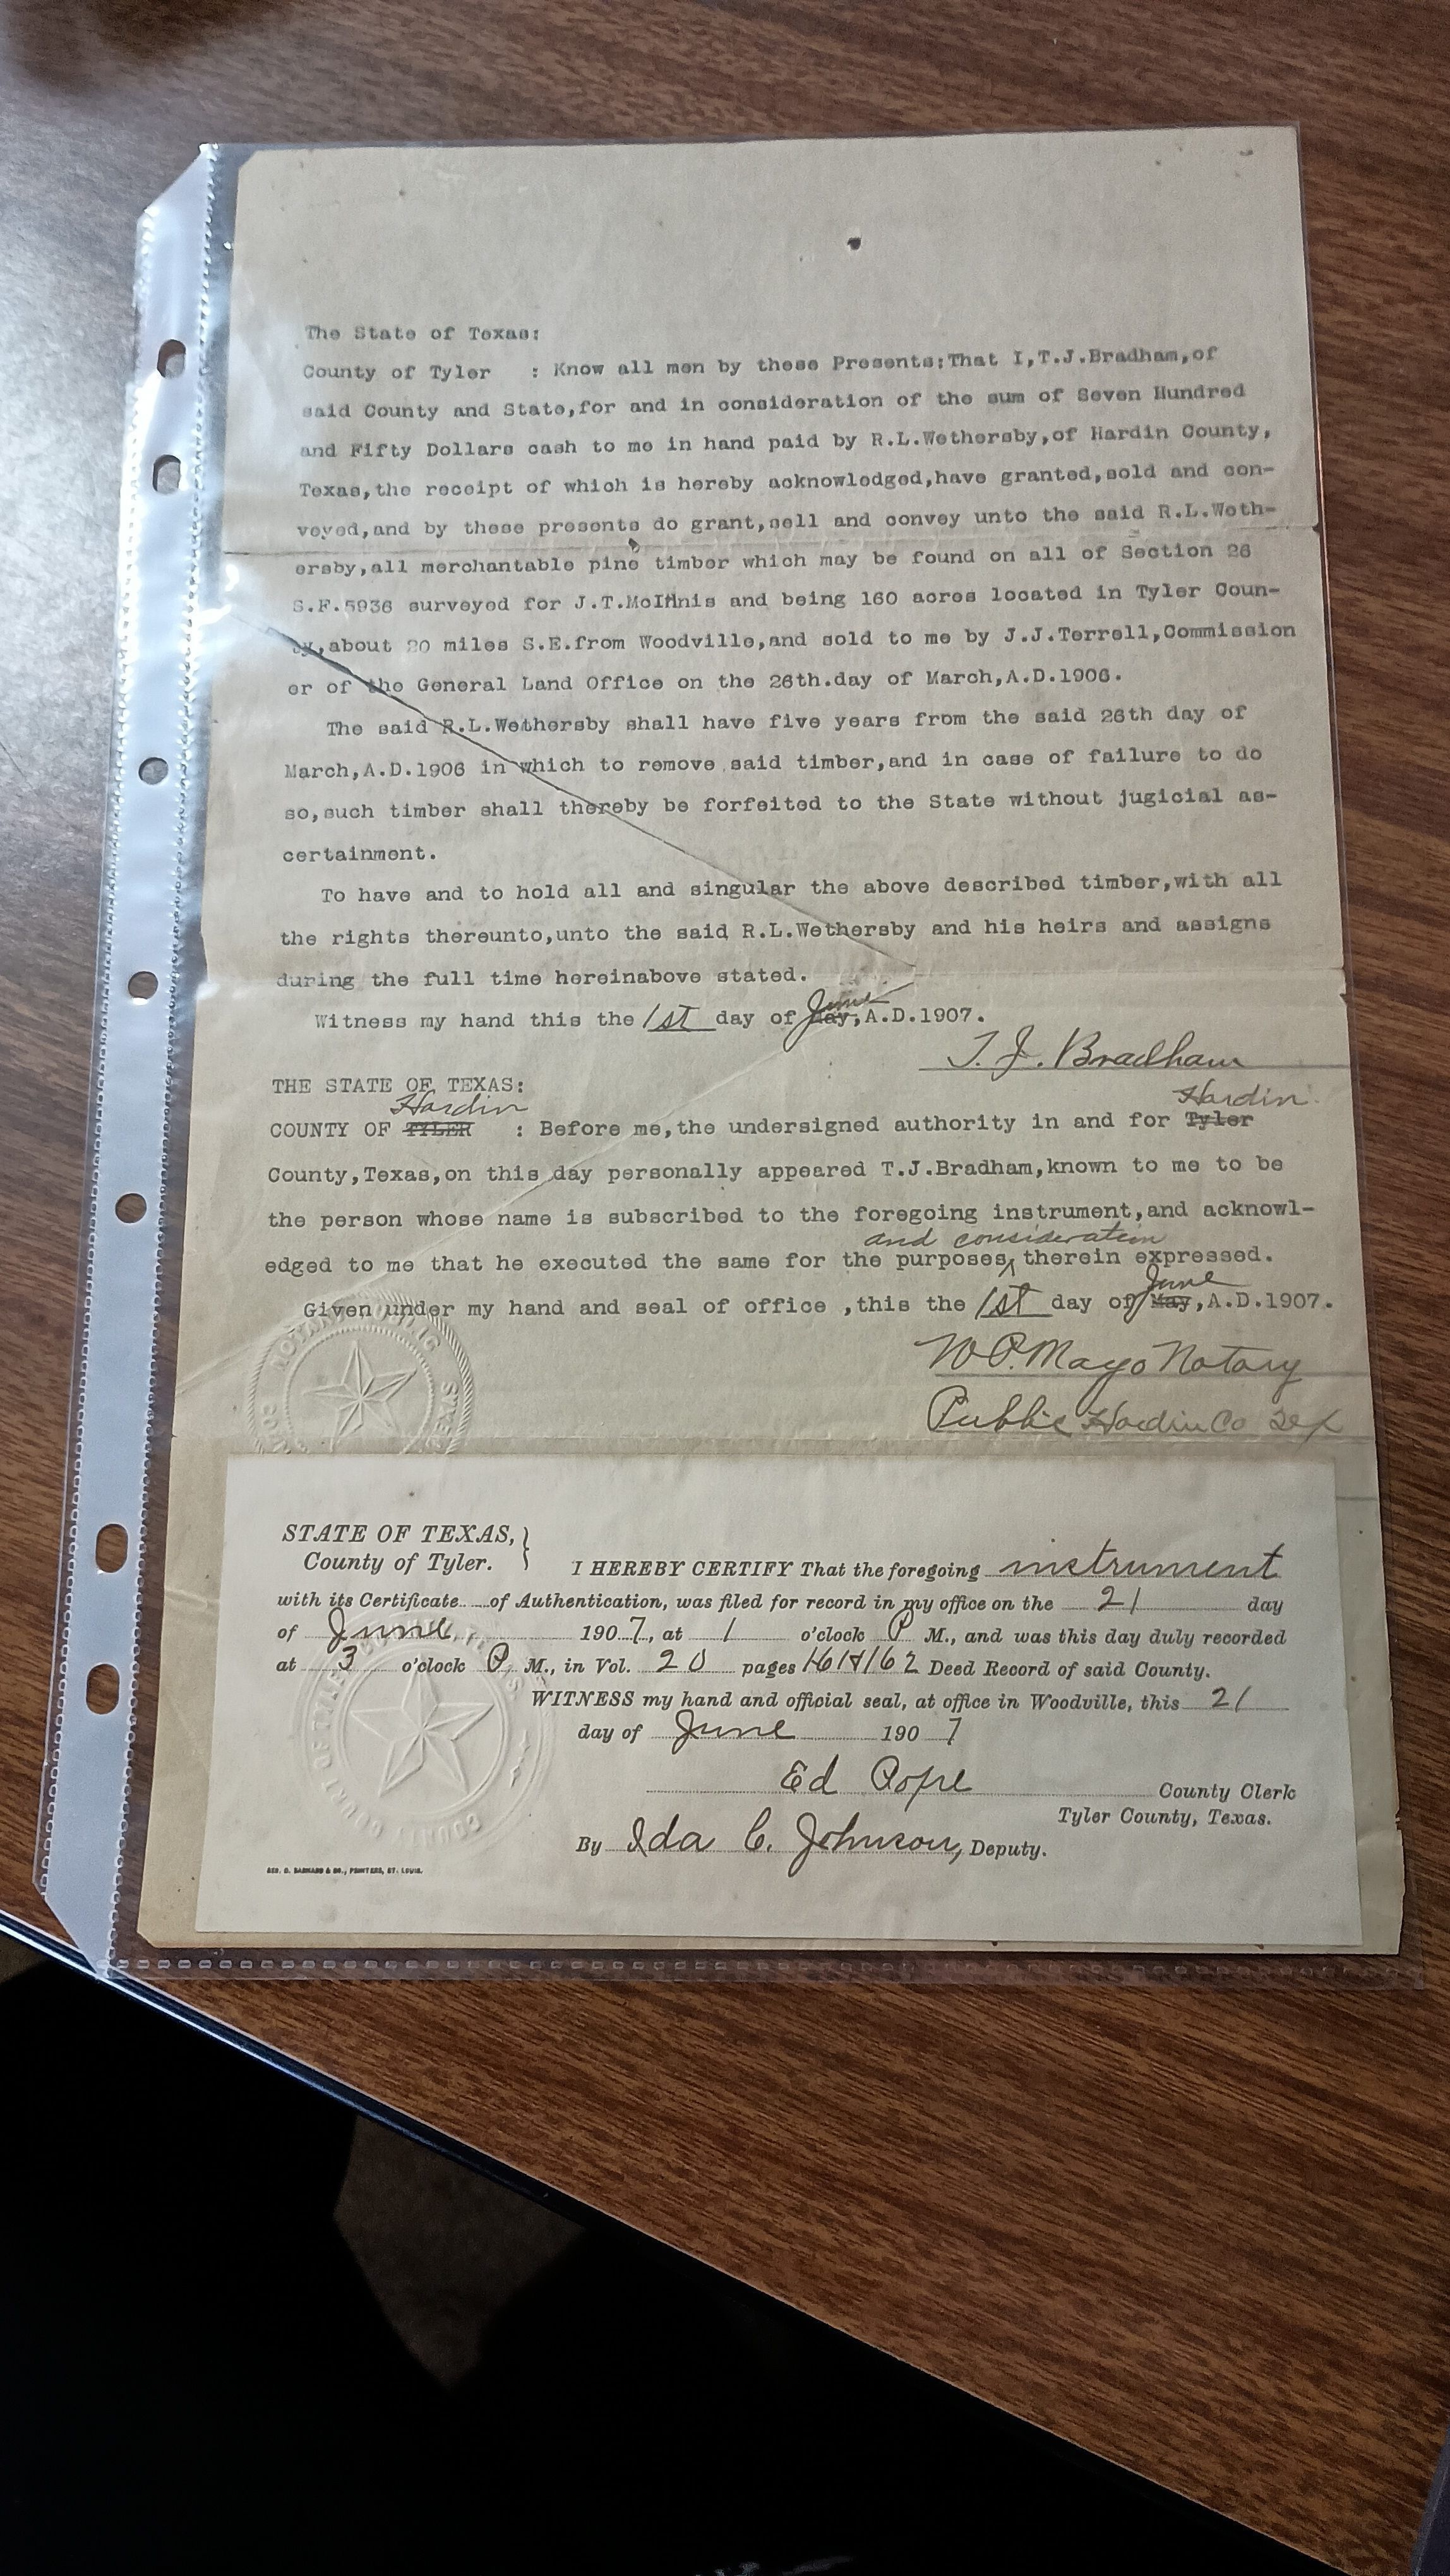 The State of Texas:
County of Tyler : Know all men by these Presents;That I,T.J.Bradham,of
said County and State,for and in consideration of the sum of Seven Hundred
and Fifty Dollars cash to me in hand paid by R.L.Wethersby,of Hardin County,
Texas,the receipt of which is hereby acknowledged,have granted,sold and con-
veyed,and by these presents do grant,sell and convey unto the said R.L.Weth-
ersby,all merchantable pine timber which may be found on all of Section 26
S.F.5936 surveyed for J.T.McInnis and being 160 acres located in Tyler Coun-
ty,about 20 miles S.E.from Woodville,and sold to me by J.J.Terrell,Commission
er of the General Land Office on the 26th.day of March,A.D.1906.
The said R.L.Wethersby shall have five years from the said 26th day of
March,A.D.1906 in which to remove said timber,and in case of failure to do
so,such timber shall thereby be forfeited to the State without jugicial as-
certainment.
To have and to hold all and singular the above described timber,with all
the rights thereunto,unto the said R.L.Wethersby and his heirs and assigns
during the full time hereinabove stated.
June
Witness my hand this the 1st day of May,A.D.1907.
T. J. Bradham
THE STATE OF TEXAS:
Hardin Hardin
COUNTY OF TYLER : Before me,the undersigned authority in and for Tyler
County,Texas,on this day personally appeared T.J.Bradham,known to me to be
the person whose name is subscribed to the foregoing instrument,and acknowl-
and consideration
edged to me that he executed the same for the purposes therein expressed.
June
Given under my hand and seal of office ,this the 1st day of May,A.D.1907.
W.P. Mayo Notary
Public Hardin Co Tex
NOTARY PUBLIC
STATE OF TEXAS,
County of Tyler.
I HEREBY CERTIFY That the foregoing instrument
with its Certificate of Authentication, was filed for record in my office on the 21 day
of June 1907, at 1 o'clock P M., and was this day duly recorded
at 3 o'clock P. M., in Vol. 20 pages 161&162 Deed Record of said County.
WITNESS my hand and official seal, at office in Woodville, this 21
day of June 1907
Ed Pope County Clerk
Tyler County, Texas.
By Ida C. Johnson, Deputy.
GEO. D. BARNARD & CO., PRINTERS, ST. LOUIS.